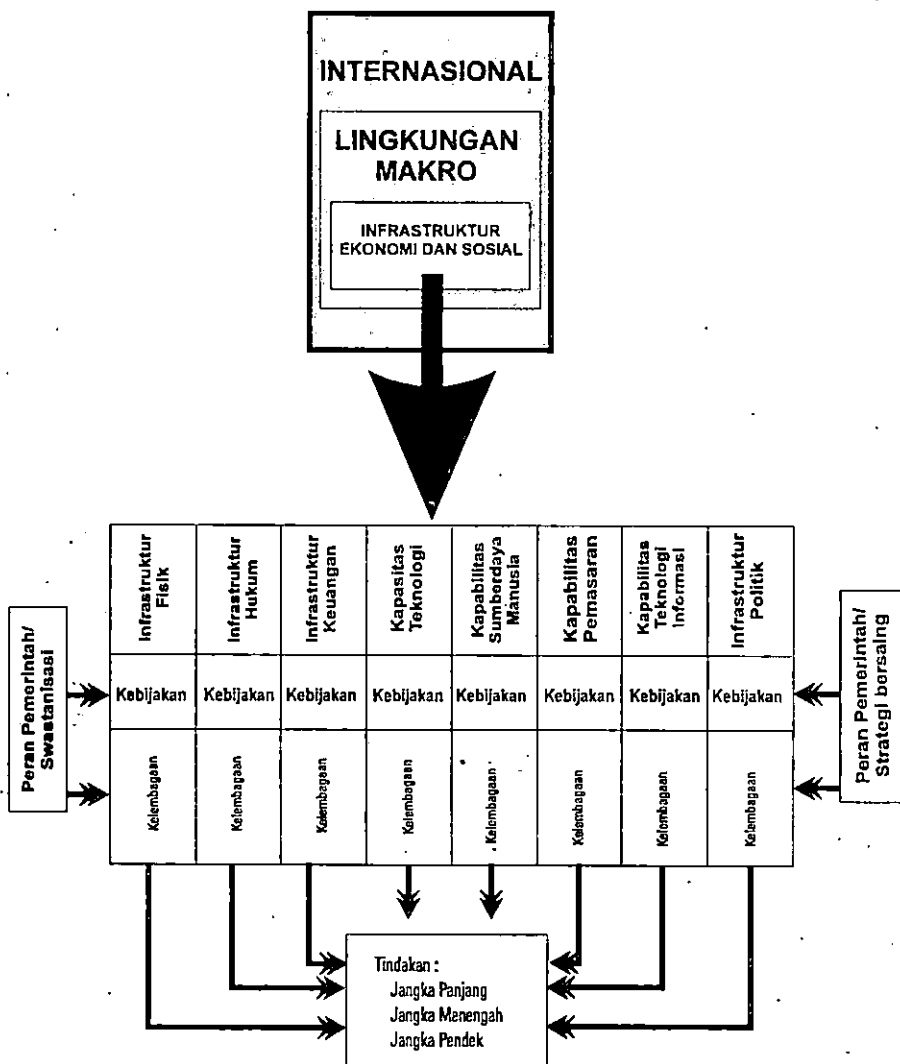 INTERNASIONAL
LINGKUNGAN
MAKRO
INFRASTRUKTUR
EKONOMI DAN SOSIAL
Infrastruktur
Fisik
Infrastruktur
Hukum
Infrastruktur
Keuangan
Kapasitas
Teknologi
Kapabilitas
Sumberdaya
Manusia
Kapabilitas
Pemasaran
Kapabilitas
Teknologi
Informasi
Infrastruktur
Politik
Peran Pemerintah/
Swastanisasi
Kebijakan Kebijakan Kebijakan Kebijakan Kebijakan Kebijakan Kebijakan Kebijakan
Peran Pemerintah/
Strategi bersaing
Kelembagaan Kelembagaan Kelembagaan Kelembagaan Kelembagaan Kelembagaan Kelembagaan Kelembagaan
Tindakan :
Jangka Panjang
Jangka Menengah
Jangka Pendek